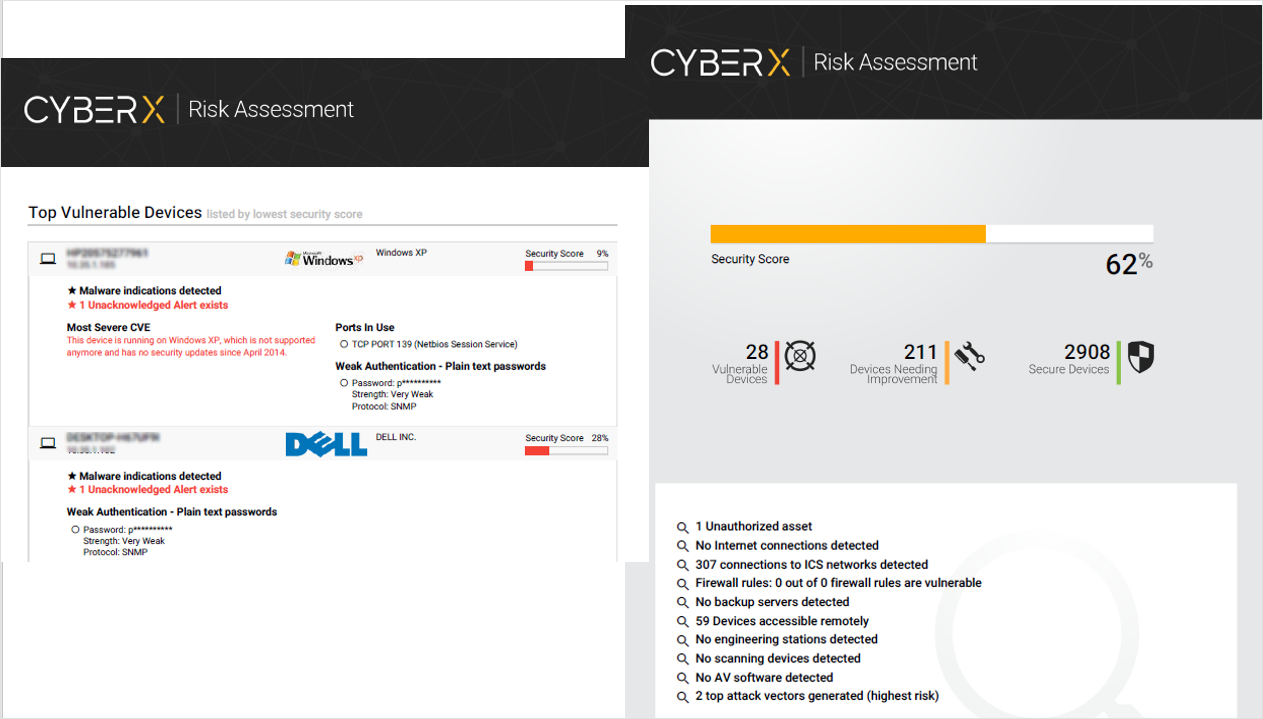 CYBERX | Risk Assessment
Top Vulnerable Devices listed by lowest security score
Microsoft
Windows xp
Windows XP
Security Score 9%
★ Malware indications detected
★ 1 Unacknowledged Alert exists
Most Severe CVE
This device is running on Windows XP, which is not supported
anymore and has no security updates since April 2014.
Ports In Use
TCP PORT 139 (Netbios Session Service)
Weak Authentication - Plain text passwords
Password: p**********
Strength: Very Weak
Protocol: SNMP
DELL
DELL INC.
Security Score 28%
★ Malware indications detected
★ 1 Unacknowledged Alert exists
Weak Authentication - Plain text passwords
Password: p**********
Strength: Very Weak
Protocol: SNMP
CYBERX | Risk Assessment
Security Score
62%
28
Vulnerable
Devices
211
Devices Needing
Improvement
2908
Secure Devices
1 Unauthorized asset
No Internet connections detected
307 connections to ICS networks detected
Firewall rules: 0 out of 0 firewall rules are vulnerable
No backup servers detected
59 Devices accessible remotely
No engineering stations detected
No scanning devices detected
No AV software detected
2 top attack vectors generated (highest risk)